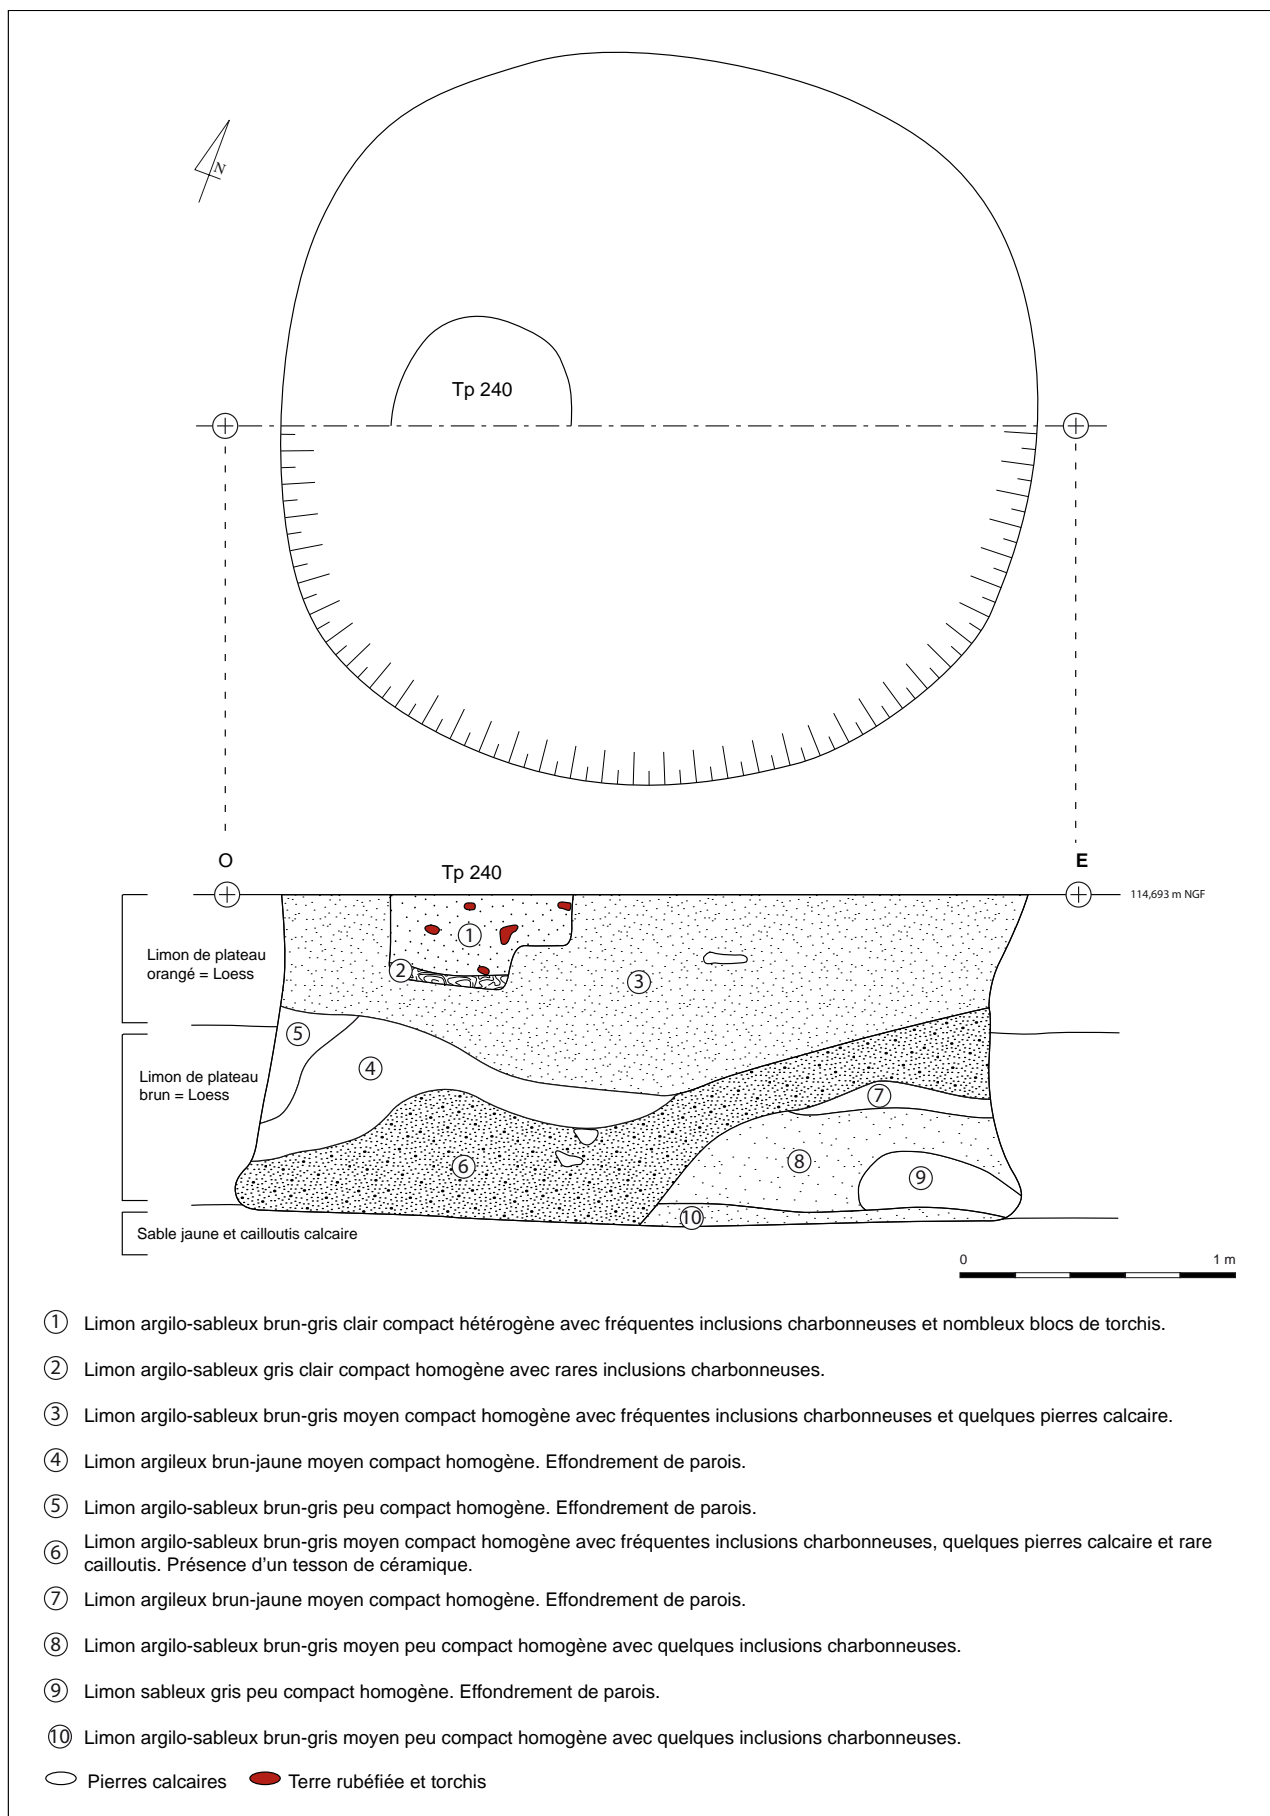 N
Tp 240
O
Tp 240
E
114,693 m NGF
Limon de plateau
orangé = Loess
1
2
3
5
Limon de plateau
brun = Loess
4
7
8
6
9
10
Sable jaune et cailloutis calcaire
0 1 m
1 Limon argilo-sableux brun-gris clair compact hétérogène avec fréquentes inclusions charbonneuses et nombleux blocs de torchis.
2 Limon argilo-sableux gris clair compact homogène avec rares inclusions charbonneuses.
3 Limon argilo-sableux brun-gris moyen compact homogène avec fréquentes inclusions charbonneuses et quelques pierres calcaire.
4 Limon argileux brun-jaune moyen compact homogène. Effondrement de parois.
5 Limon argilo-sableux brun-gris peu compact homogène. Effondrement de parois.
6 Limon argilo-sableux brun-gris moyen compact homogène avec fréquentes inclusions charbonneuses, quelques pierres calcaire et rare
cailloutis. Présence d'un tesson de céramique.
7 Limon argileux brun-jaune moyen compact homogène. Effondrement de parois.
8 Limon argilo-sableux brun-gris moyen peu compact homogène avec quelques inclusions charbonneuses.
9 Limon sableux gris peu compact homogène. Effondrement de parois.
10 Limon argilo-sableux brun-gris moyen peu compact homogène avec quelques inclusions charbonneuses.
Pierres calcaires Terre rubéfiée et torchis